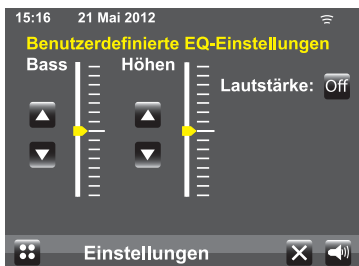 15:16 21 Mai 2012
Benutzerdefinierte EQ-Einstellungen
Bass Höhen
Lautstärke: Off
Einstellungen